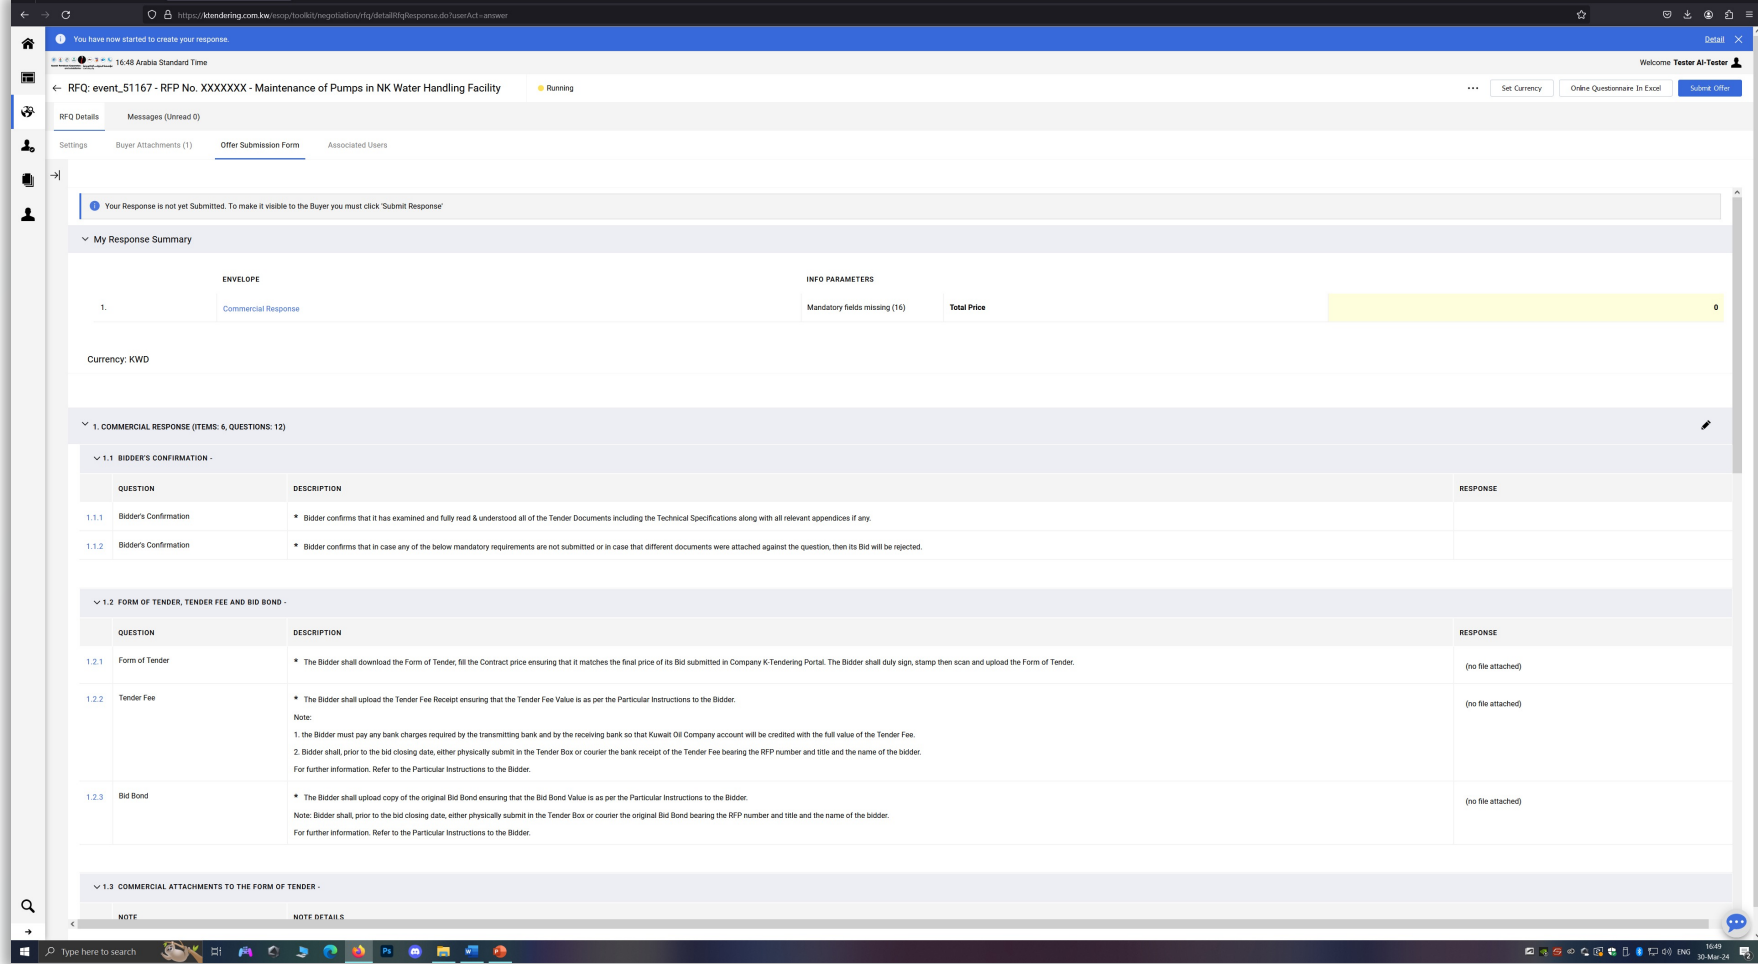 https://ktendering.com.kw/esop/toolkit/negotiation/rfq/detailRfqResponse.do?userAct=answer
You have now started to create your response.
Detail
16:48 Arabia Standard Time
Welcome Tester Al-Tester
RFQ: event_51167 - RFP No. XXXXXXX - Maintenance of Pumps in NK Water Handling Facility
Running
Set Currency
Online Questionnaire In Excel
Submit Offer
RFQ Details
Messages (Unread 0)
Settings
Buyer Attachments (1)
Offer Submission Form
Associated Users
Your Response is not yet Submitted. To make it visible to the Buyer you must click 'Submit Response'
My Response Summary
ENVELOPE
INFO PARAMETERS
1.
Commercial Response
Mandatory fields missing (16)
Total Price
0
Currency: KWD
1. COMMERCIAL RESPONSE (ITEMS: 6, QUESTIONS: 12)
1.1 BIDDER'S CONFIRMATION -
QUESTION
DESCRIPTION
RESPONSE
1.1.1
Bidder's Confirmation
* Bidder confirms that it has examined and fully read & understood all of the Tender Documents including the Technical Specifications along with all relevant appendices if any.
1.1.2
Bidder's Confirmation
* Bidder confirms that in case any of the below mandatory requirements are not submitted or in case that different documents were attached against the question, then its Bid will be rejected.
1.2 FORM OF TENDER, TENDER FEE AND BID BOND -
QUESTION
DESCRIPTION
RESPONSE
1.2.1
Form of Tender
* The Bidder shall download the Form of Tender, fill the Contract price ensuring that it matches the final price of its Bid submitted in Company K-Tendering Portal. The Bidder shall duly sign, stamp then scan and upload the Form of Tender.
(no file attached)
1.2.2
Tender Fee
* The Bidder shall upload the Tender Fee Receipt ensuring that the Tender Fee Value is as per the Particular Instructions to the Bidder.
(no file attached)
Note:
1. the Bidder must pay any bank charges required by the transmitting bank and by the receiving bank so that Kuwait Oil Company account will be credited with the full value of the Tender Fee.
2. Bidder shall, prior to the bid closing date, either physically submit in the Tender Box or courier the bank receipt of the Tender Fee bearing the RFP number and title and the name of the bidder.
For further information. Refer to the Particular Instructions to the Bidder.
1.2.3
Bid Bond
* The Bidder shall upload copy of the original Bid Bond ensuring that the Bid Bond Value is as per the Particular Instructions to the Bidder.
(no file attached)
Note: Bidder shall, prior to the bid closing date, either physically submit in the Tender Box or courier the original Bid Bond bearing the RFP number and title and the name of the bidder.
For further information. Refer to the Particular Instructions to the Bidder.
1.3 COMMERCIAL ATTACHMENTS TO THE FORM OF TENDER -
NOTE
NOTE DETAILS
Type here to search
Ps
ENG
16:49
30-Mar-24